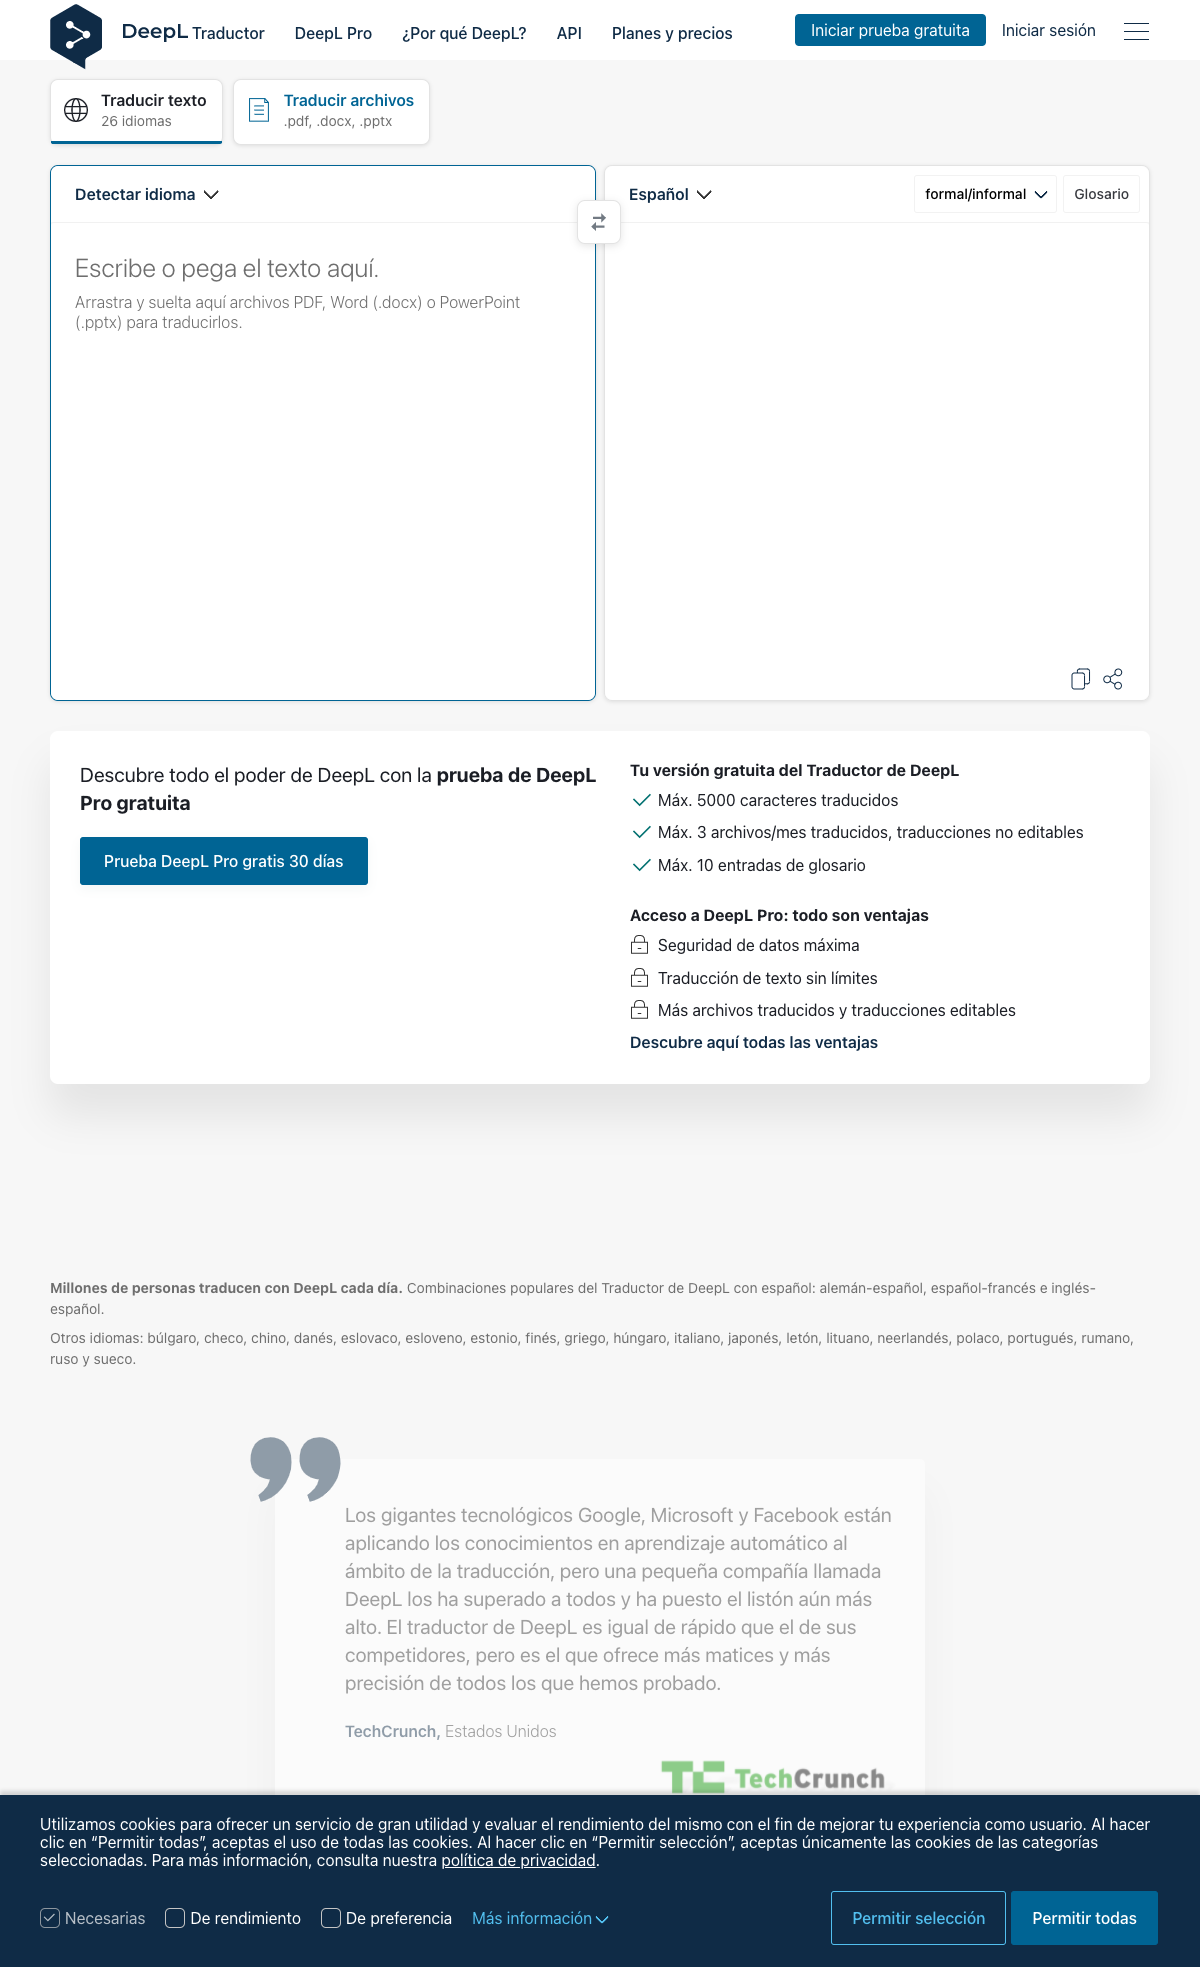 DeepL Traductor DeepL Pro ¿Por qué DeepL? API Planes y precios Iniciar prueba gratuita Iniciar sesión
Traducir texto
26 idiomas
Traducir archivos
.pdf, .docx, .pptx
Detectar idioma
Español formal/informal Glosario
Escribe o pega el texto aquí.
Arrastra y suelta aquí archivos PDF, Word (.docx) o PowerPoint
(.pptx) para traducirlos.
Descubre todo el poder de DeepL con la prueba de DeepL
Pro gratuita
Prueba DeepL Pro gratis 30 días
Tu versión gratuita del Traductor de DeepL
Máx. 5000 caracteres traducidos
Máx. 3 archivos/mes traducidos, traducciones no editables
Máx. 10 entradas de glosario
Acceso a DeepL Pro: todo son ventajas
Seguridad de datos máxima
Traducción de texto sin límites
Más archivos traducidos y traducciones editables
Descubre aquí todas las ventajas
Millones de personas traducen con DeepL cada día. Combinaciones populares del Traductor de DeepL con español: alemán-español, español-francés e inglés-
español.
Otros idiomas: búlgaro, checo, chino, danés, eslovaco, esloveno, estonio, finés, griego, húngaro, italiano, japonés, letón, lituano, neerlandés, polaco, portugués, rumano,
ruso y sueco.
Los gigantes tecnológicos Google, Microsoft y Facebook están
aplicando los conocimientos en aprendizaje automático al
ámbito de la traducción, pero una pequeña compañía llamada
DeepL los ha superado a todos y ha puesto el listón aún más
alto. El traductor de DeepL es igual de rápido que el de sus
competidores, pero es el que ofrece más matices y más
precisión de todos los que hemos probado.
TechCrunch, Estados Unidos
TC TechCrunch
Utilizamos cookies para ofrecer un servicio de gran utilidad y evaluar el rendimiento del mismo con el fin de mejorar tu experiencia como usuario. Al hacer
clic en “Permitir todas”, aceptas el uso de todas las cookies. Al hacer clic en “Permitir selección”, aceptas únicamente las cookies de las categorías
seleccionadas. Para más información, consulta nuestra política de privacidad.
Necesarias De rendimiento De preferencia Más información Permitir selección Permitir todas